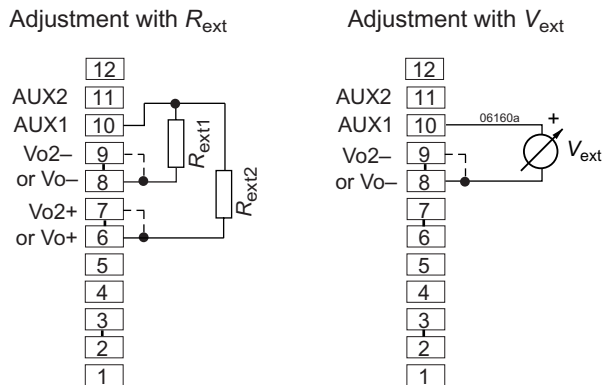 Adjustment with Rext
12
AUX2 11
AUX1 10
Vo2– 9
or Vo– 8
Vo2+ 7
or Vo+ 6
5
4
3
2
1
Rext1
Rext2
Adjustment with Vext
12
AUX2 11
AUX1 10 06160a +
Vo2– 9
or Vo– 8
Vext
7
6
5
4
3
2
1